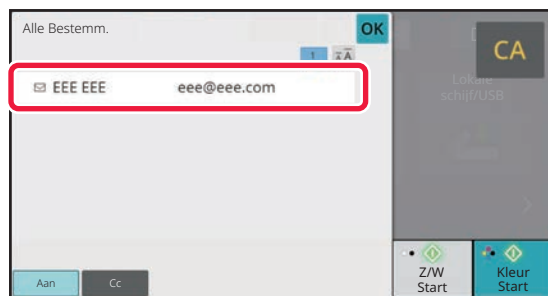 Alle Bestemm.
OK
CA
1
EEE EEE eee@eee.com
Lokale
schijf/USB
Aan
Cc
Z/W
Start
Kleur
Start